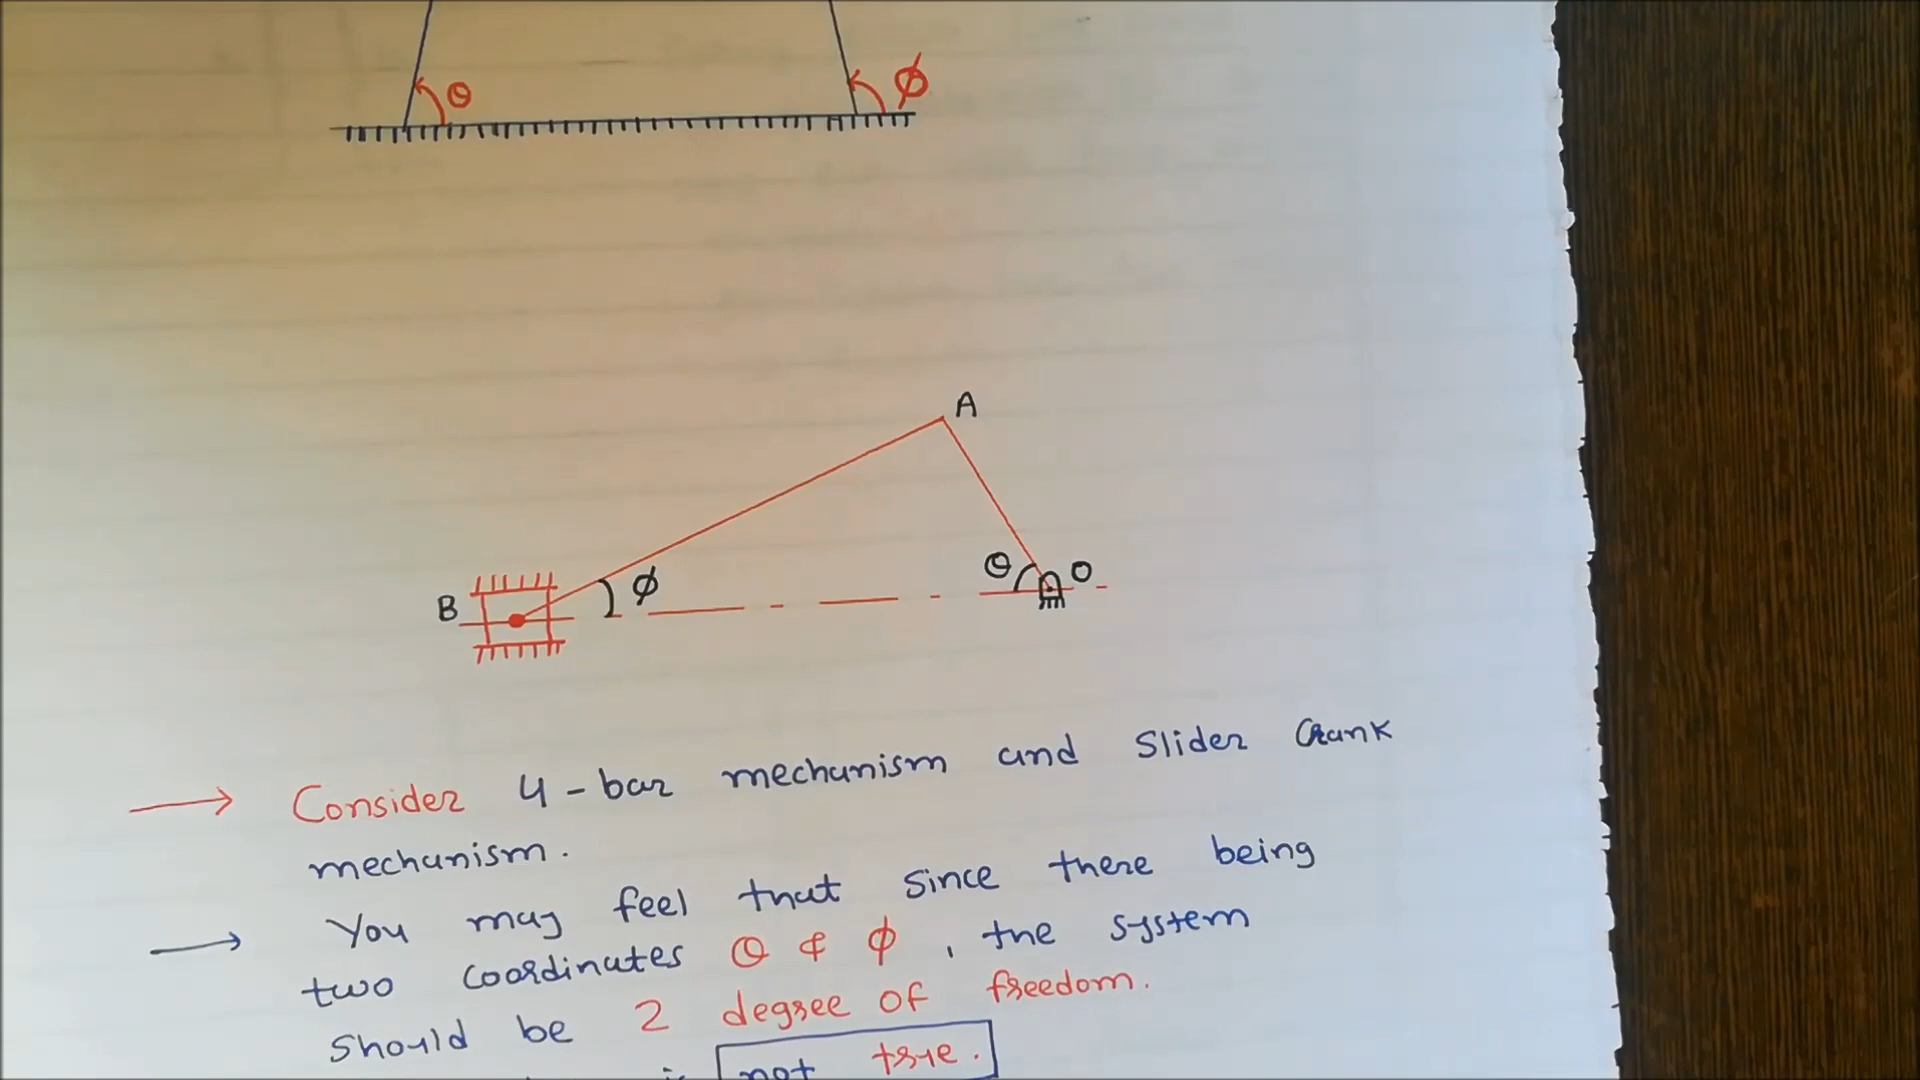 θ ϕ
A
B ϕ θ O
→ Consider 4-bar mechanism and Slider Crank
mechanism.
→ You may feel that since there being
two coordinates θ & ϕ, the system
should be 2 degree of freedom.
not true.